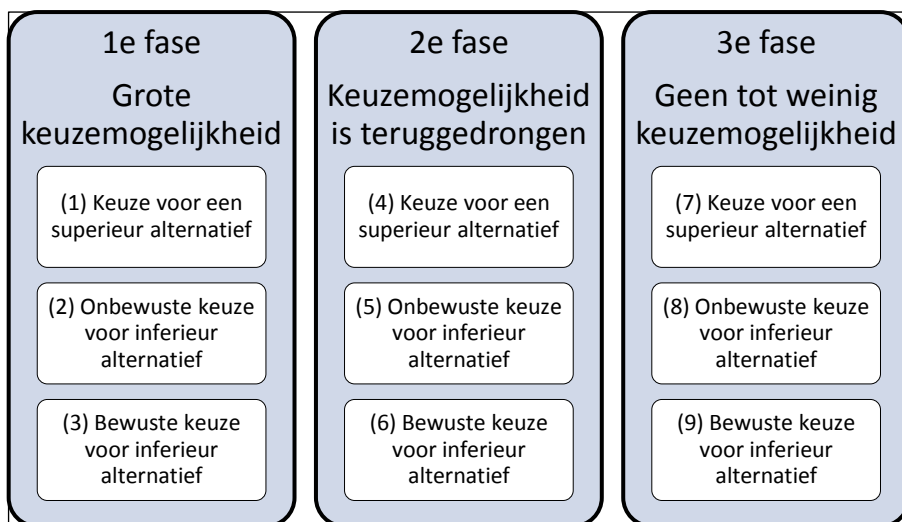 1e fase
Grote
keuzemogelijkheid
(1) Keuze voor een
superieur alternatief
(2) Onbewuste keuze
voor inferieur
alternatief
(3) Bewuste keuze
voor inferieur
alternatief
2e fase
Keuzemogelijkheid
is teruggedrongen
(4) Keuze voor een
superieur alternatief
(5) Onbewuste keuze
voor inferieur
alternatief
(6) Bewuste keuze
voor inferieur
alternatief
3e fase
Geen tot weinig
keuzemogelijkheid
(7) Keuze voor een
superieur alternatief
(8) Onbewuste keuze
voor inferieur
alternatief
(9) Bewuste keuze
voor inferieur
alternatief